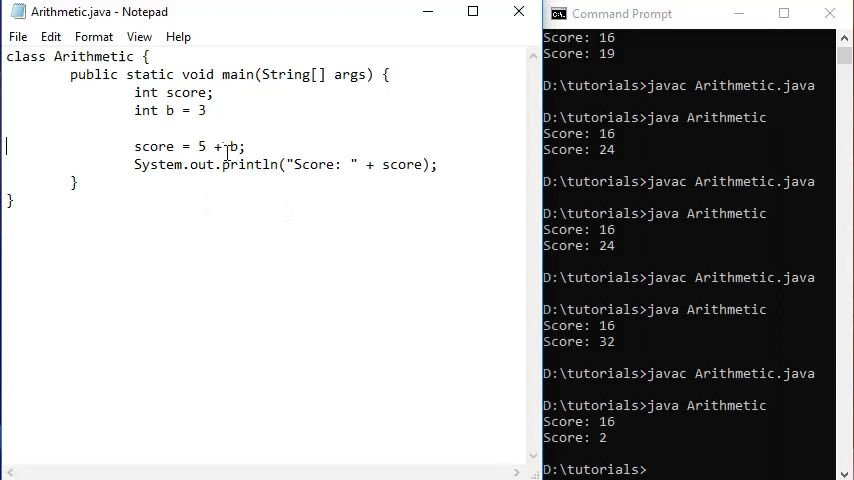 Arithmetic.java - Notepad
File Edit Format View Help
class Arithmetic {
public static void main(String[] args) {
int score;
int b = 3
score = 5 + b;
System.out.println("Score: " + score);
}
}
Command Prompt
Score: 16
Score: 19
D:\tutorials>javac Arithmetic.java
D:\tutorials>java Arithmetic
Score: 16
Score: 24
D:\tutorials>javac Arithmetic.java
D:\tutorials>java Arithmetic
Score: 16
Score: 24
D:\tutorials>javac Arithmetic.java
D:\tutorials>java Arithmetic
Score: 16
Score: 32
D:\tutorials>javac Arithmetic.java
D:\tutorials>java Arithmetic
Score: 16
Score: 2
D:\tutorials>